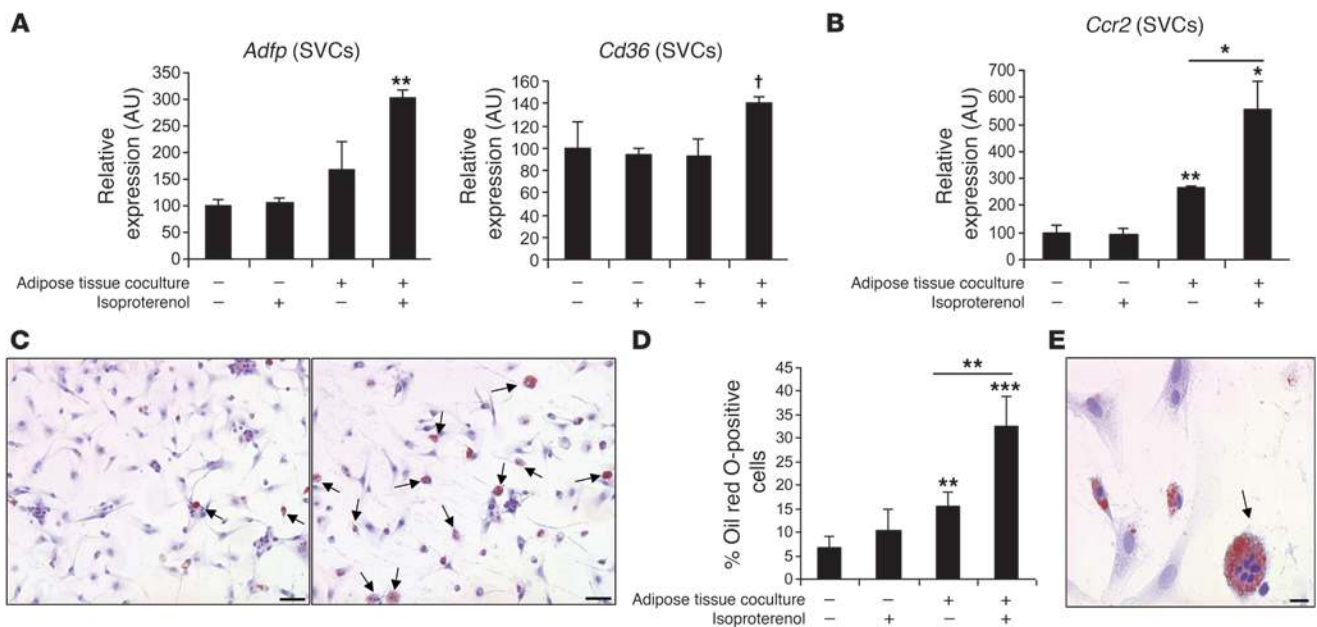 A
Adfp (SVCs)
Relative
expression (AU)
350
300
250
200
150
100
50
0
**
Cd36 (SVCs)
Relative
expression (AU)
160
140
120
100
80
60
40
20
0
†
Adipose tissue coculture – – + + – – + +
Isoproterenol – + – + – + – +
B
Ccr2 (SVCs)
Relative
expression (AU)
700
600
500
400
300
200
100
0
*
**
*
Adipose tissue coculture – – + +
Isoproterenol – + – +
C
D
% Oil red O-positive
cells
45
40
35
30
25
20
15
10
5
0
**
**
***
Adipose tissue coculture – – + +
Isoproterenol – + – +
E